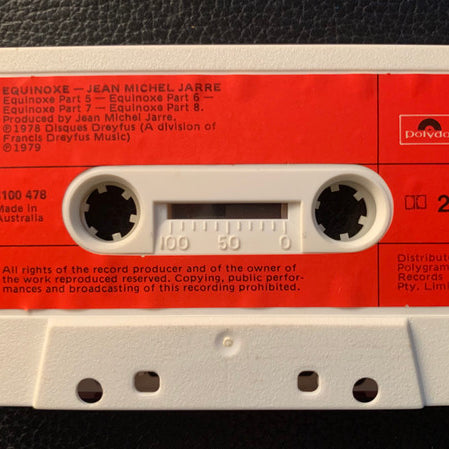 EQUINOXE — JEAN MICHEL JARRE
Equinoxe Part 5 — Equinoxe Part 6 —
Equinoxe Part 7 — Equinoxe Part 8.
Produced by Jean Michel Jarre.
℗1978 Disques Dreyfus (A division of
Francis Dreyfus Music)
℗1979
Polydo
100 478
Made in
Australia
2
100 50 0
All rights of the record producer and of the owner of
the work reproduced reserved. Copying, public perfor-
mances and broadcasting of this recording prohibited.
Distribute
Polygram
Records
Pty. Limi